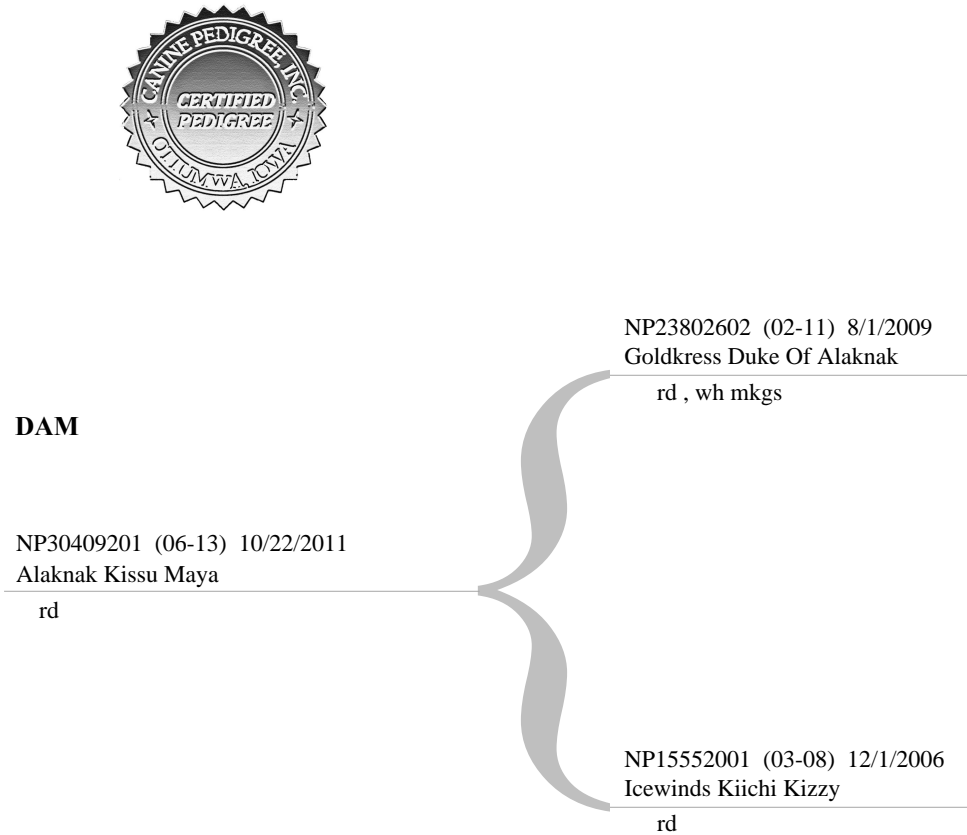 CANINE PEDIGREE, INC.
CERTIFIED
PEDIGREE
OTTUMWA, IOWA
NP23802602 (02-11) 8/1/2009
Goldkress Duke Of Alaknak
rd , wh mkgs
DAM
NP30409201 (06-13) 10/22/2011
Alaknak Kissu Maya
rd
NP15552001 (03-08) 12/1/2006
Icewinds Kiichi Kizzy
rd